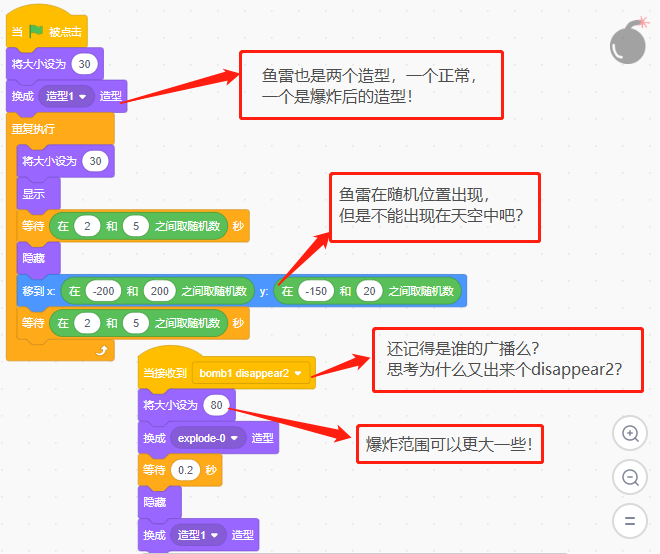 当 被点击
将大小设为 30
换成 造型1 造型
重复执行
将大小设为 30
显示
等待 在 2 和 5 之间取随机数 秒
隐藏
移到 x: 在 -200 和 200 之间取随机数 y: 在 -150 和 20 之间取随机数
等待 在 2 和 5 之间取随机数 秒
鱼雷也是两个造型，一个正常，
一个是爆炸后的造型！
鱼雷在随机位置出现，
但是不能出现在天空中吧？
当接收到 bomb1 disappear2
将大小设为 80
换成 explode-0 造型
等待 0.2 秒
隐藏
换成 造型1 造型
还记得是谁的广播么？
思考为什么又出来个disappear2？
爆炸范围可以更大一些！